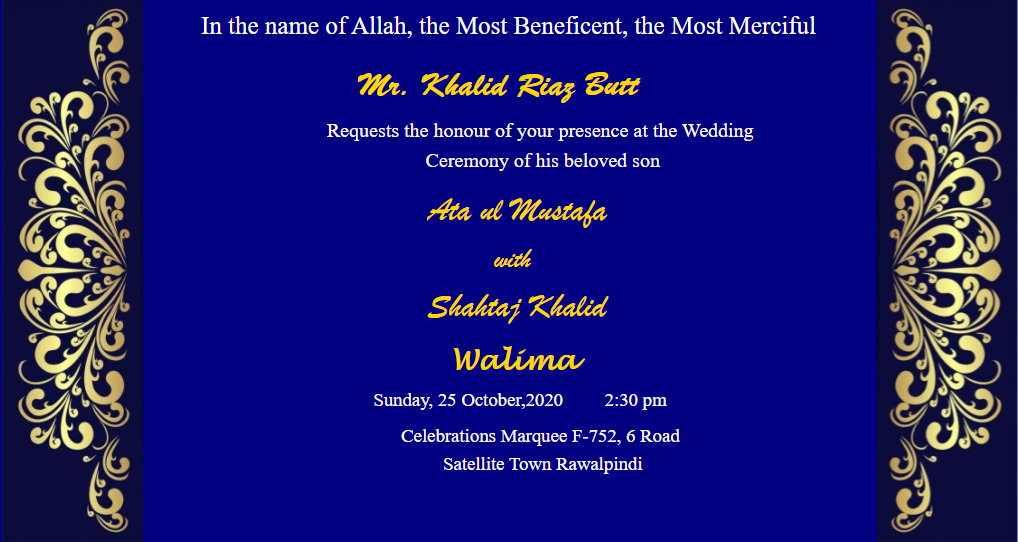 In the name of Allah, the Most Beneficent, the Most Merciful
Mr. Khalid Riaz Butt
Requests the honour of your presence at the Wedding
Ceremony of his beloved son
Ata ul Mustafa
with
Shahtaj Khalid
Walima
Sunday, 25 October,2020 2:30 pm
Celebrations Marquee F-752, 6 Road
Satellite Town Rawalpindi